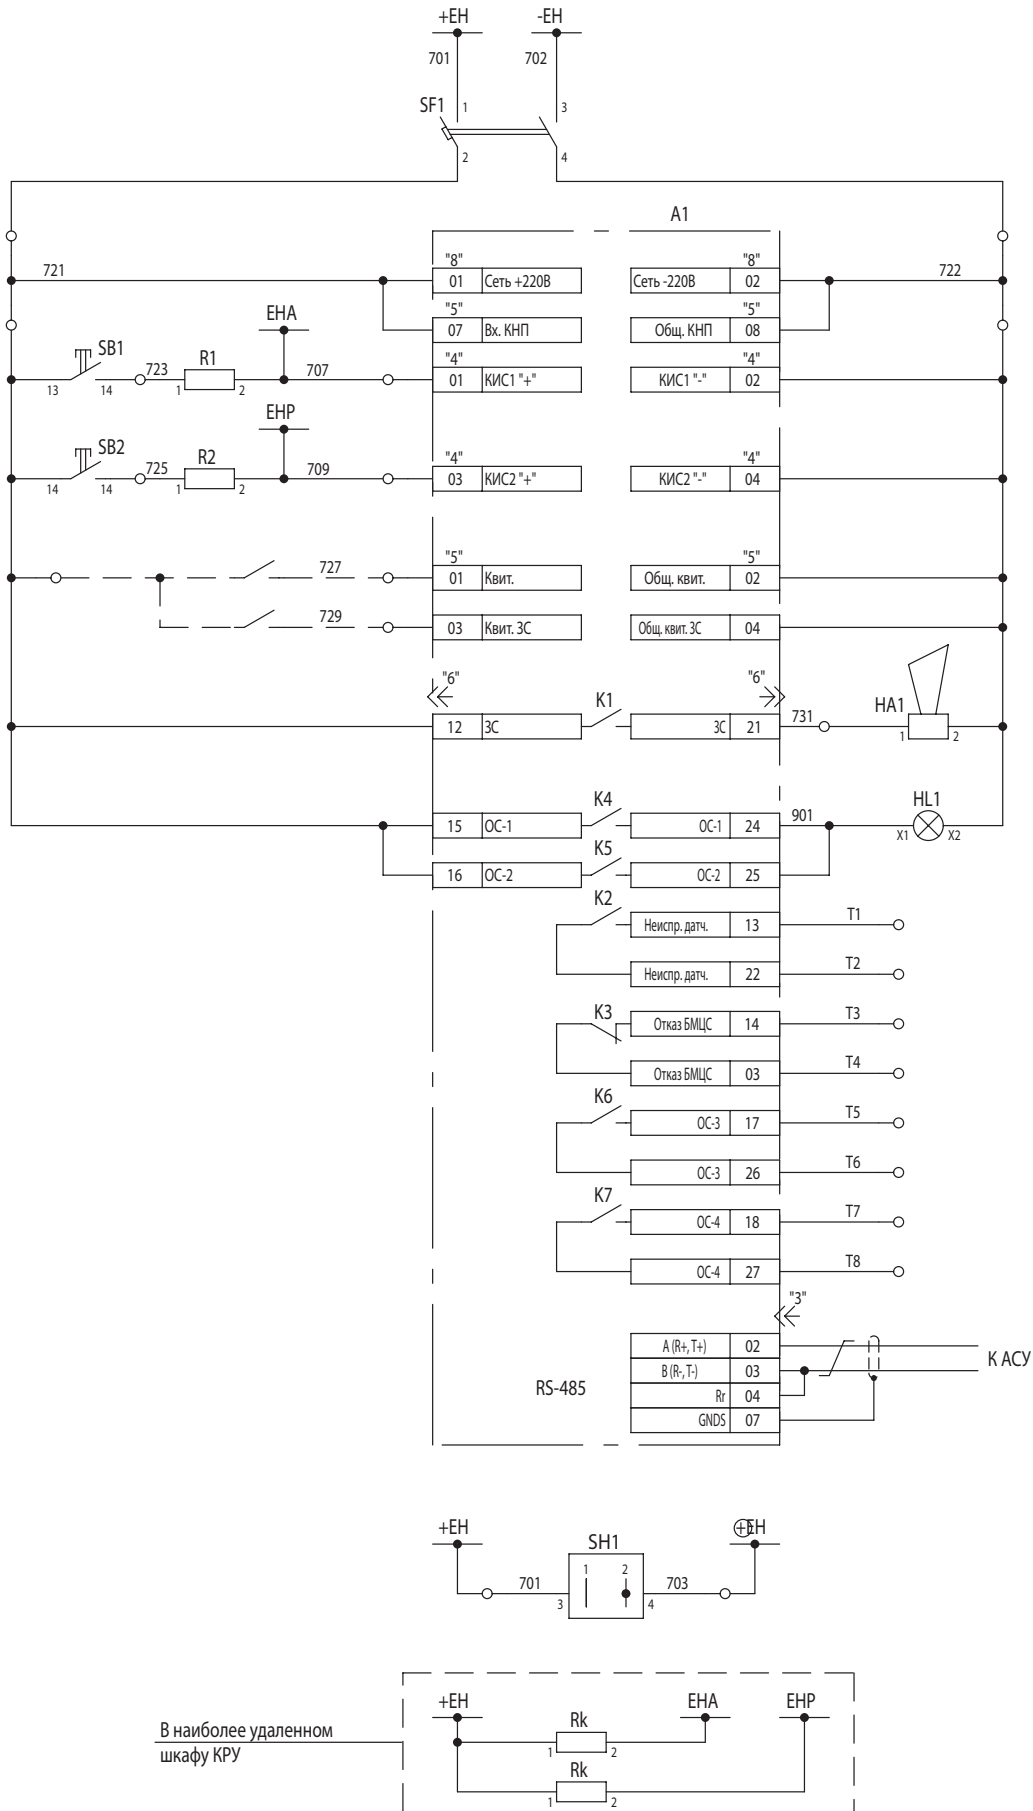 +EH -EH
701 702
SF1 1 3
2 4
A1
"8" "8"
721 01 Сеть +220В Сеть -220В 02 722
"5" "5"
EHA 07 Вх. КНП Общ. КНП 08
"4" "4"
SB1 723 R1 707 01 КИС1 "+" КИС1 "-" 02
13 14 1 2
EHP
"4" "4"
SB2 725 R2 709 03 КИС2 "+" КИС2 "-" 04
14 14 1 2
"5" "5"
727 01 Квит. Общ. квит. 02
729 03 Квит. ЗС Общ. квит. ЗС 04
"6" "6"
K1 HA1
12 ЗС ЗС 21 731 1 2
K4 HL1
15 ОС-1 ОС-1 24 901 X1 X2
K5
16 ОС-2 ОС-2 25
K2
Неиспр. датч. 13 T1
Неиспр. датч. 22 T2
K3
Отказ БМЦС 14 T3
Отказ БМЦС 03 T4
K6
ОС-3 17 T5
ОС-3 26 T6
K7
ОС-4 18 T7
ОС-4 27 T8
"3"
A (R+, T+) 02
К АСУ
B (R-, T-) 03
RS-485 Rr 04
GNDS 07
+EH SH1 +EH
1 2
701 703
3 4
+EH EHA EHP
В наиболее удаленном
шкафу КРУ
Rk
1 2
Rk
1 2